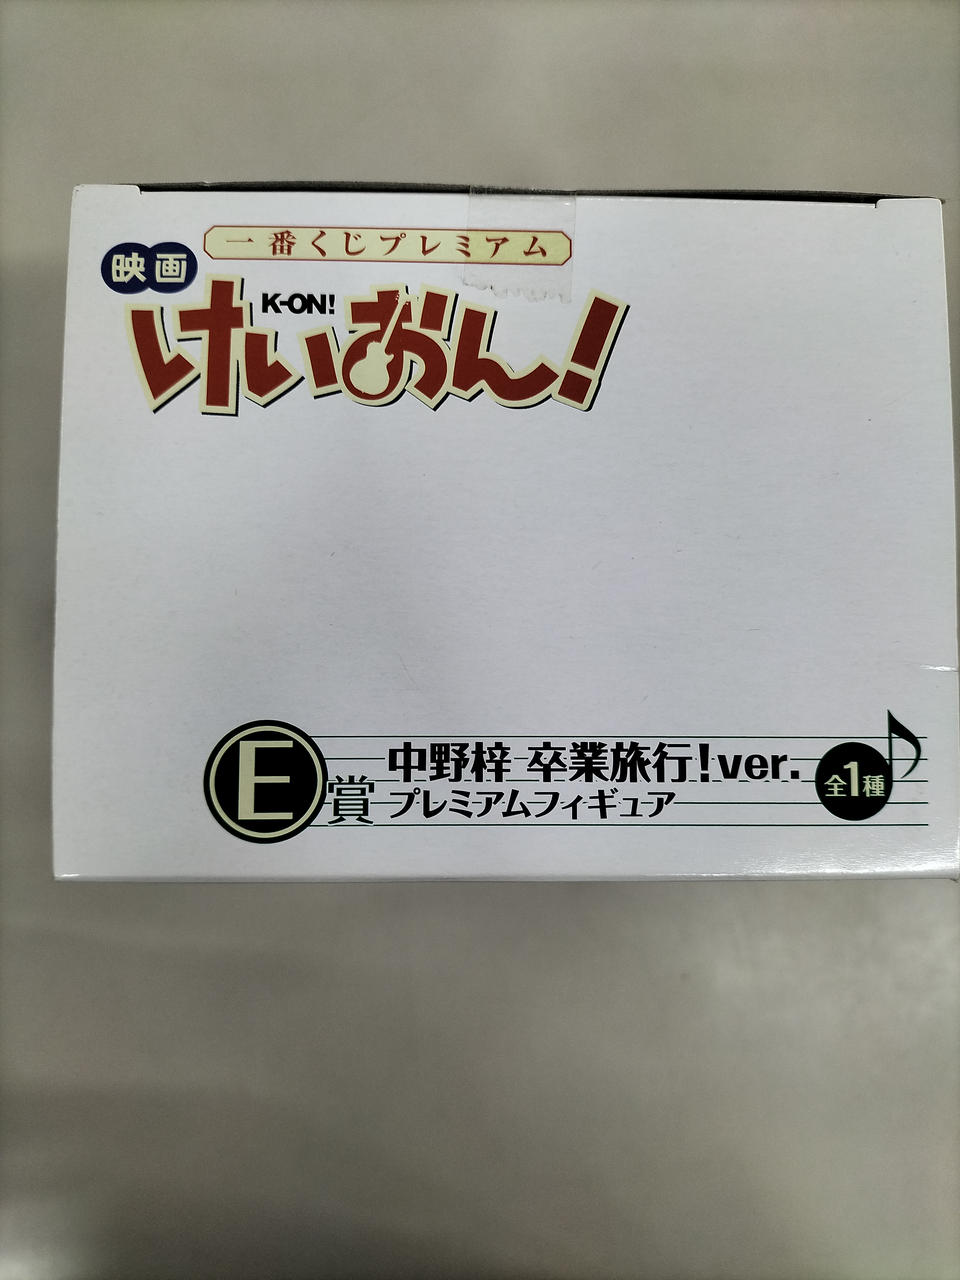 一番くじプレミアム
映画
けいおん!
K-ON!
E賞
中野梓 卒業旅行!ver.
プレミアムフィギュア
全1種